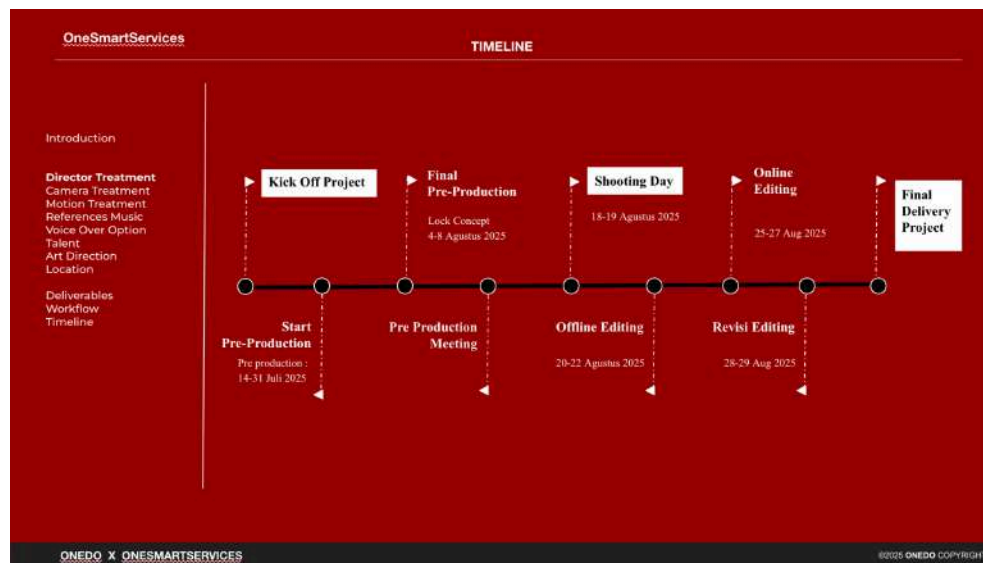 OneSmartServices
TIMELINE
Introduction
Director Treatment
Camera Treatment
Motion Treatment
References Music
Voice Over Option
Talent
Art Direction
Location
Deliverables
Workflow
Timeline
Kick Off Project
Final
Pre-Production
Lock Concept
4-8 Agustus 2025
Shooting Day
18-19 Agustus 2025
Online
Editing
25-27 Aug 2025
Final
Delivery
Project
Start
Pre-Production
Pre production :
14-31 Juli 2025
Pre Production
Meeting
Offline Editing
20-22 Agustus 2025
Revisi Editing
28-29 Aug 2025
ONEDO X ONESMARTSERVICES
©2025 ONEDO COPYRIGH